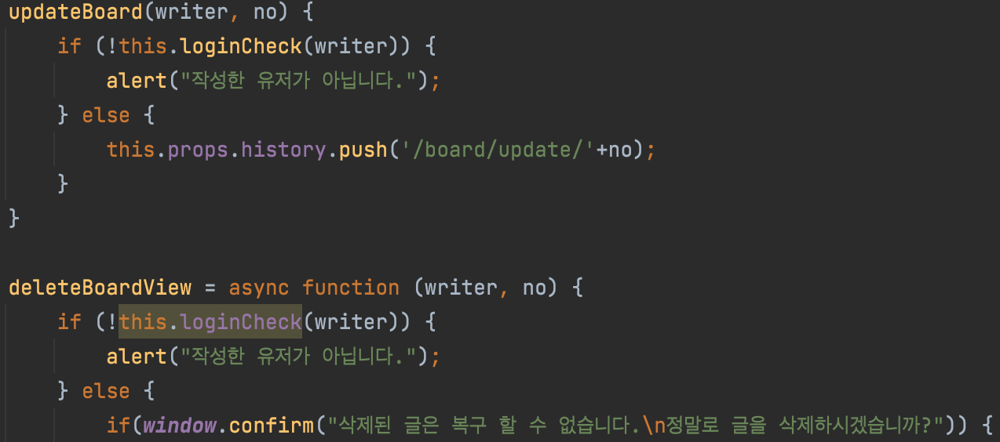 updateBoard(writer, no) {
    if (!this.loginCheck(writer)) {
        alert("작성한 유저가 아닙니다.");
    } else {
        this.props.history.push('/board/update/'+no);
    }
}

deleteBoardView = async function (writer, no) {
    if (!this.loginCheck(writer)) {
        alert("작성한 유저가 아닙니다.");
    } else {
        if(window.confirm("삭제된 글은 복구 할 수 없습니다.\n정말로 글을 삭제하시겠습니까?")) {